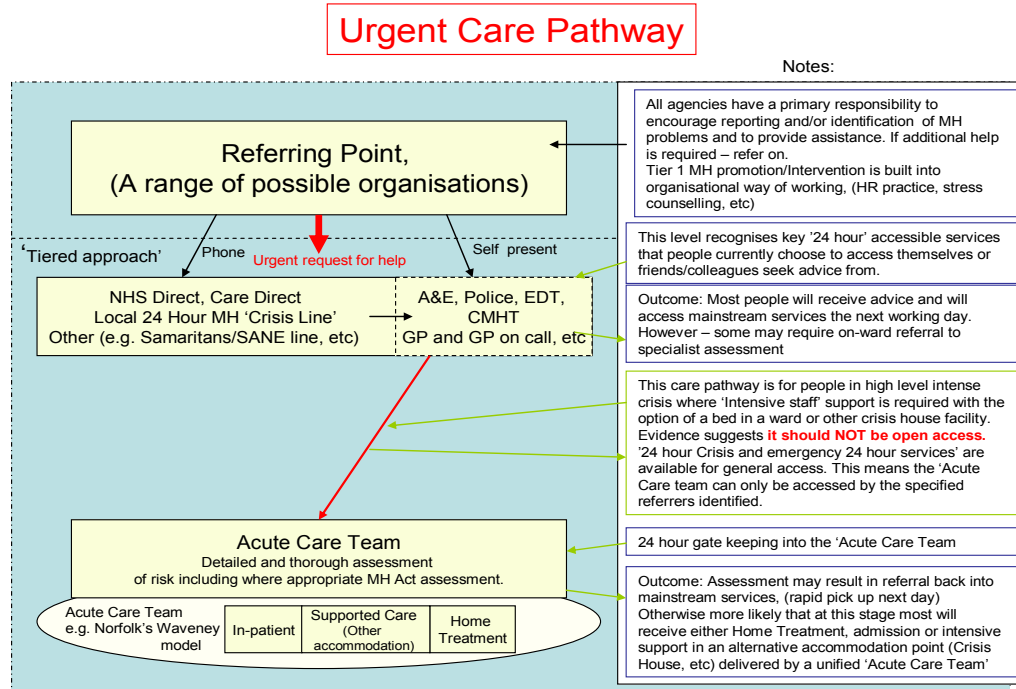 Urgent Care Pathway
Notes:
Referring Point,
(A range of possible organisations)
All agencies have a primary responsibility to
encourage reporting and/or identification of MH
problems and to provide assistance. If additional help
is required – refer on.
Tier 1 MH promotion/Intervention is built into
organisational way of working, (HR practice, stress
counselling, etc)
‘Tiered approach’
Phone
Urgent request for help
Self present
This level recognises key ’24 hour’ accessible services
that people currently choose to access themselves or
friends/colleagues seek advice from.
NHS Direct, Care Direct
Local 24 Hour MH ‘Crisis Line’
Other (e.g. Samaritans/SANE line, etc)
A&E, Police, EDT,
CMHT
GP and GP on call, etc
Outcome: Most people will receive advice and will
access mainstream services the next working day.
However – some may require on-ward referral to
specialist assessment
This care pathway is for people in high level intense
crisis where ‘Intensive staff’ support is required with the
option of a bed in a ward or other crisis house facility.
Evidence suggests it should NOT be open access.
’24 hour Crisis and emergency 24 hour services’ are
available for general access. This means the ‘Acute
Care team can only be accessed by the specified
referrers identified.
Acute Care Team
Detailed and thorough assessment
of risk including where appropriate MH Act assessment.
24 hour gate keeping into the ‘Acute Care Team
Acute Care Team
e.g. Norfolk’s Waveney
model
In-patient
Supported Care
(Other
accommodation)
Home
Treatment
Outcome: Assessment may result in referral back into
mainstream services, (rapid pick up next day)
Otherwise more likely that at this stage most will
receive either Home Treatment, admission or intensive
support in an alternative accommodation point (Crisis
House, etc) delivered by a unified ‘Acute Care Team’